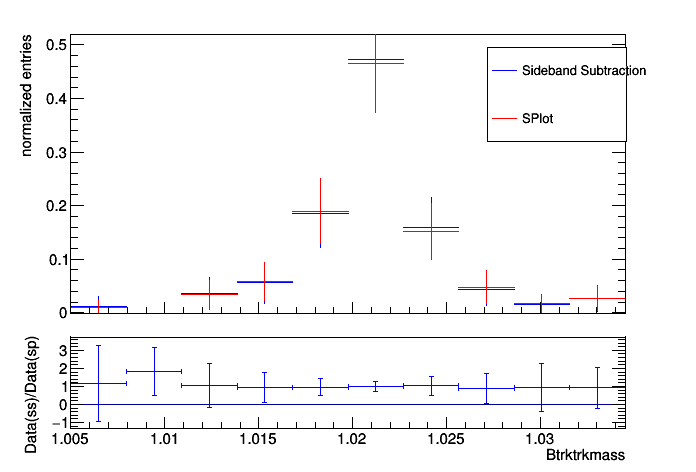 normalized entries
0.5
0.4
0.3
0.2
0.1
0
Sideband Subtraction
SPlot
Data(ss)/Data(sp)
3
2
1
0
−1
1.005 1.01 1.015 1.02 1.025 1.03
Btrktrkmass